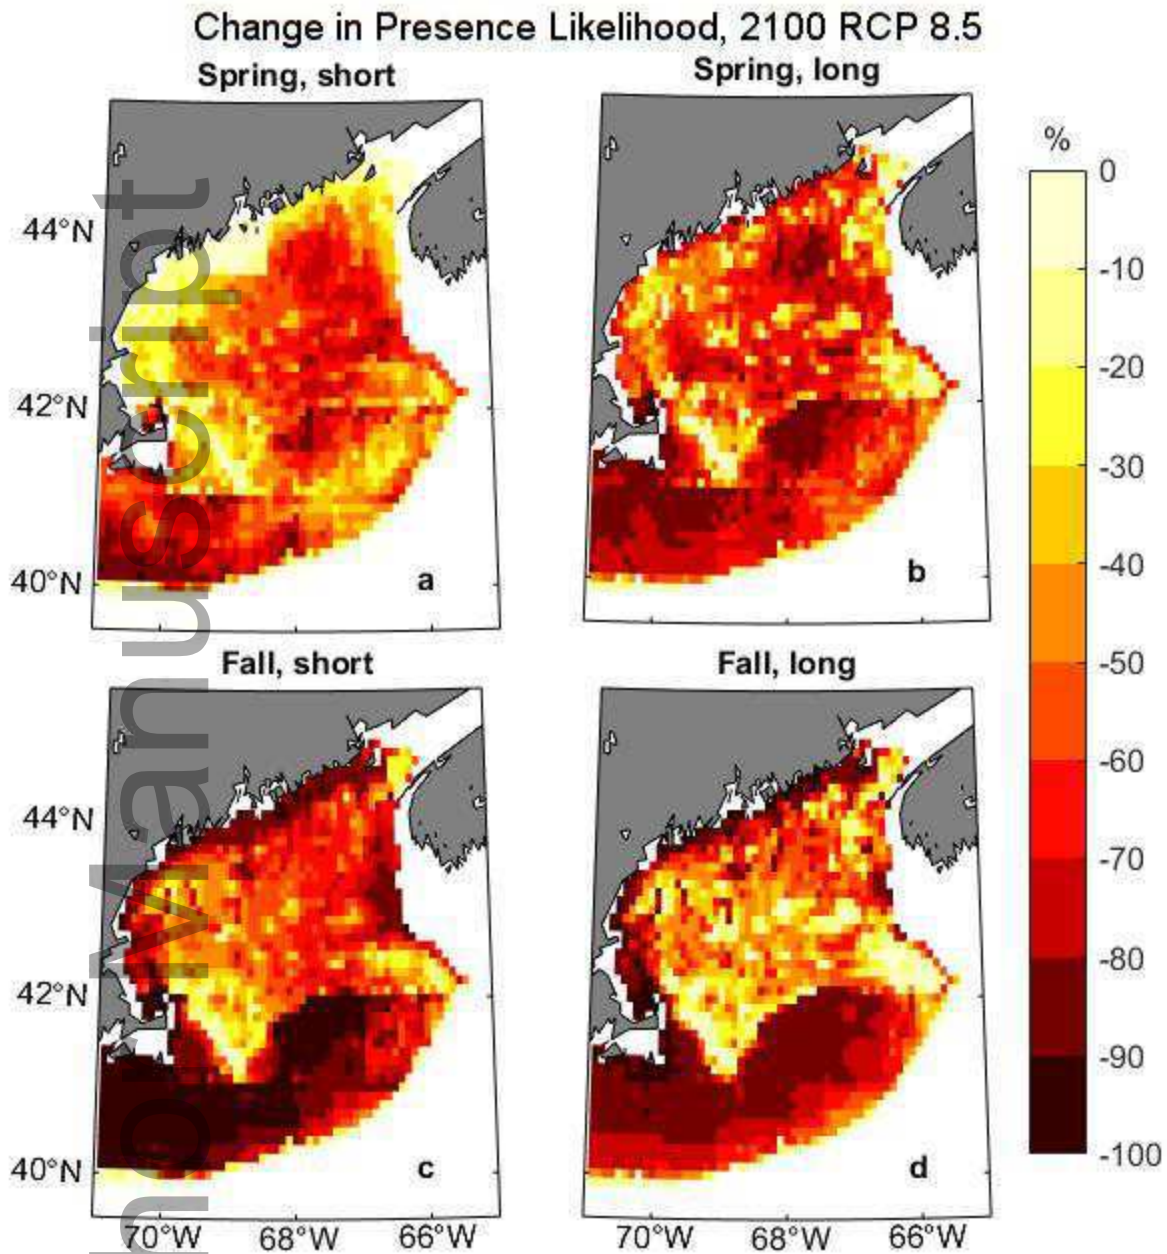 Change in Presence Likelihood, 2100 RCP 8.5
Spring, short
Spring, long
%
0
-10
-20
-30
-40
-50
-60
-70
-80
-90
-100
44°N
42°N
40°N
a
b
Fall, short
Fall, long
44°N
42°N
40°N
c
d
70°W 68°W 66°W
70°W 68°W 66°W
Manuscript